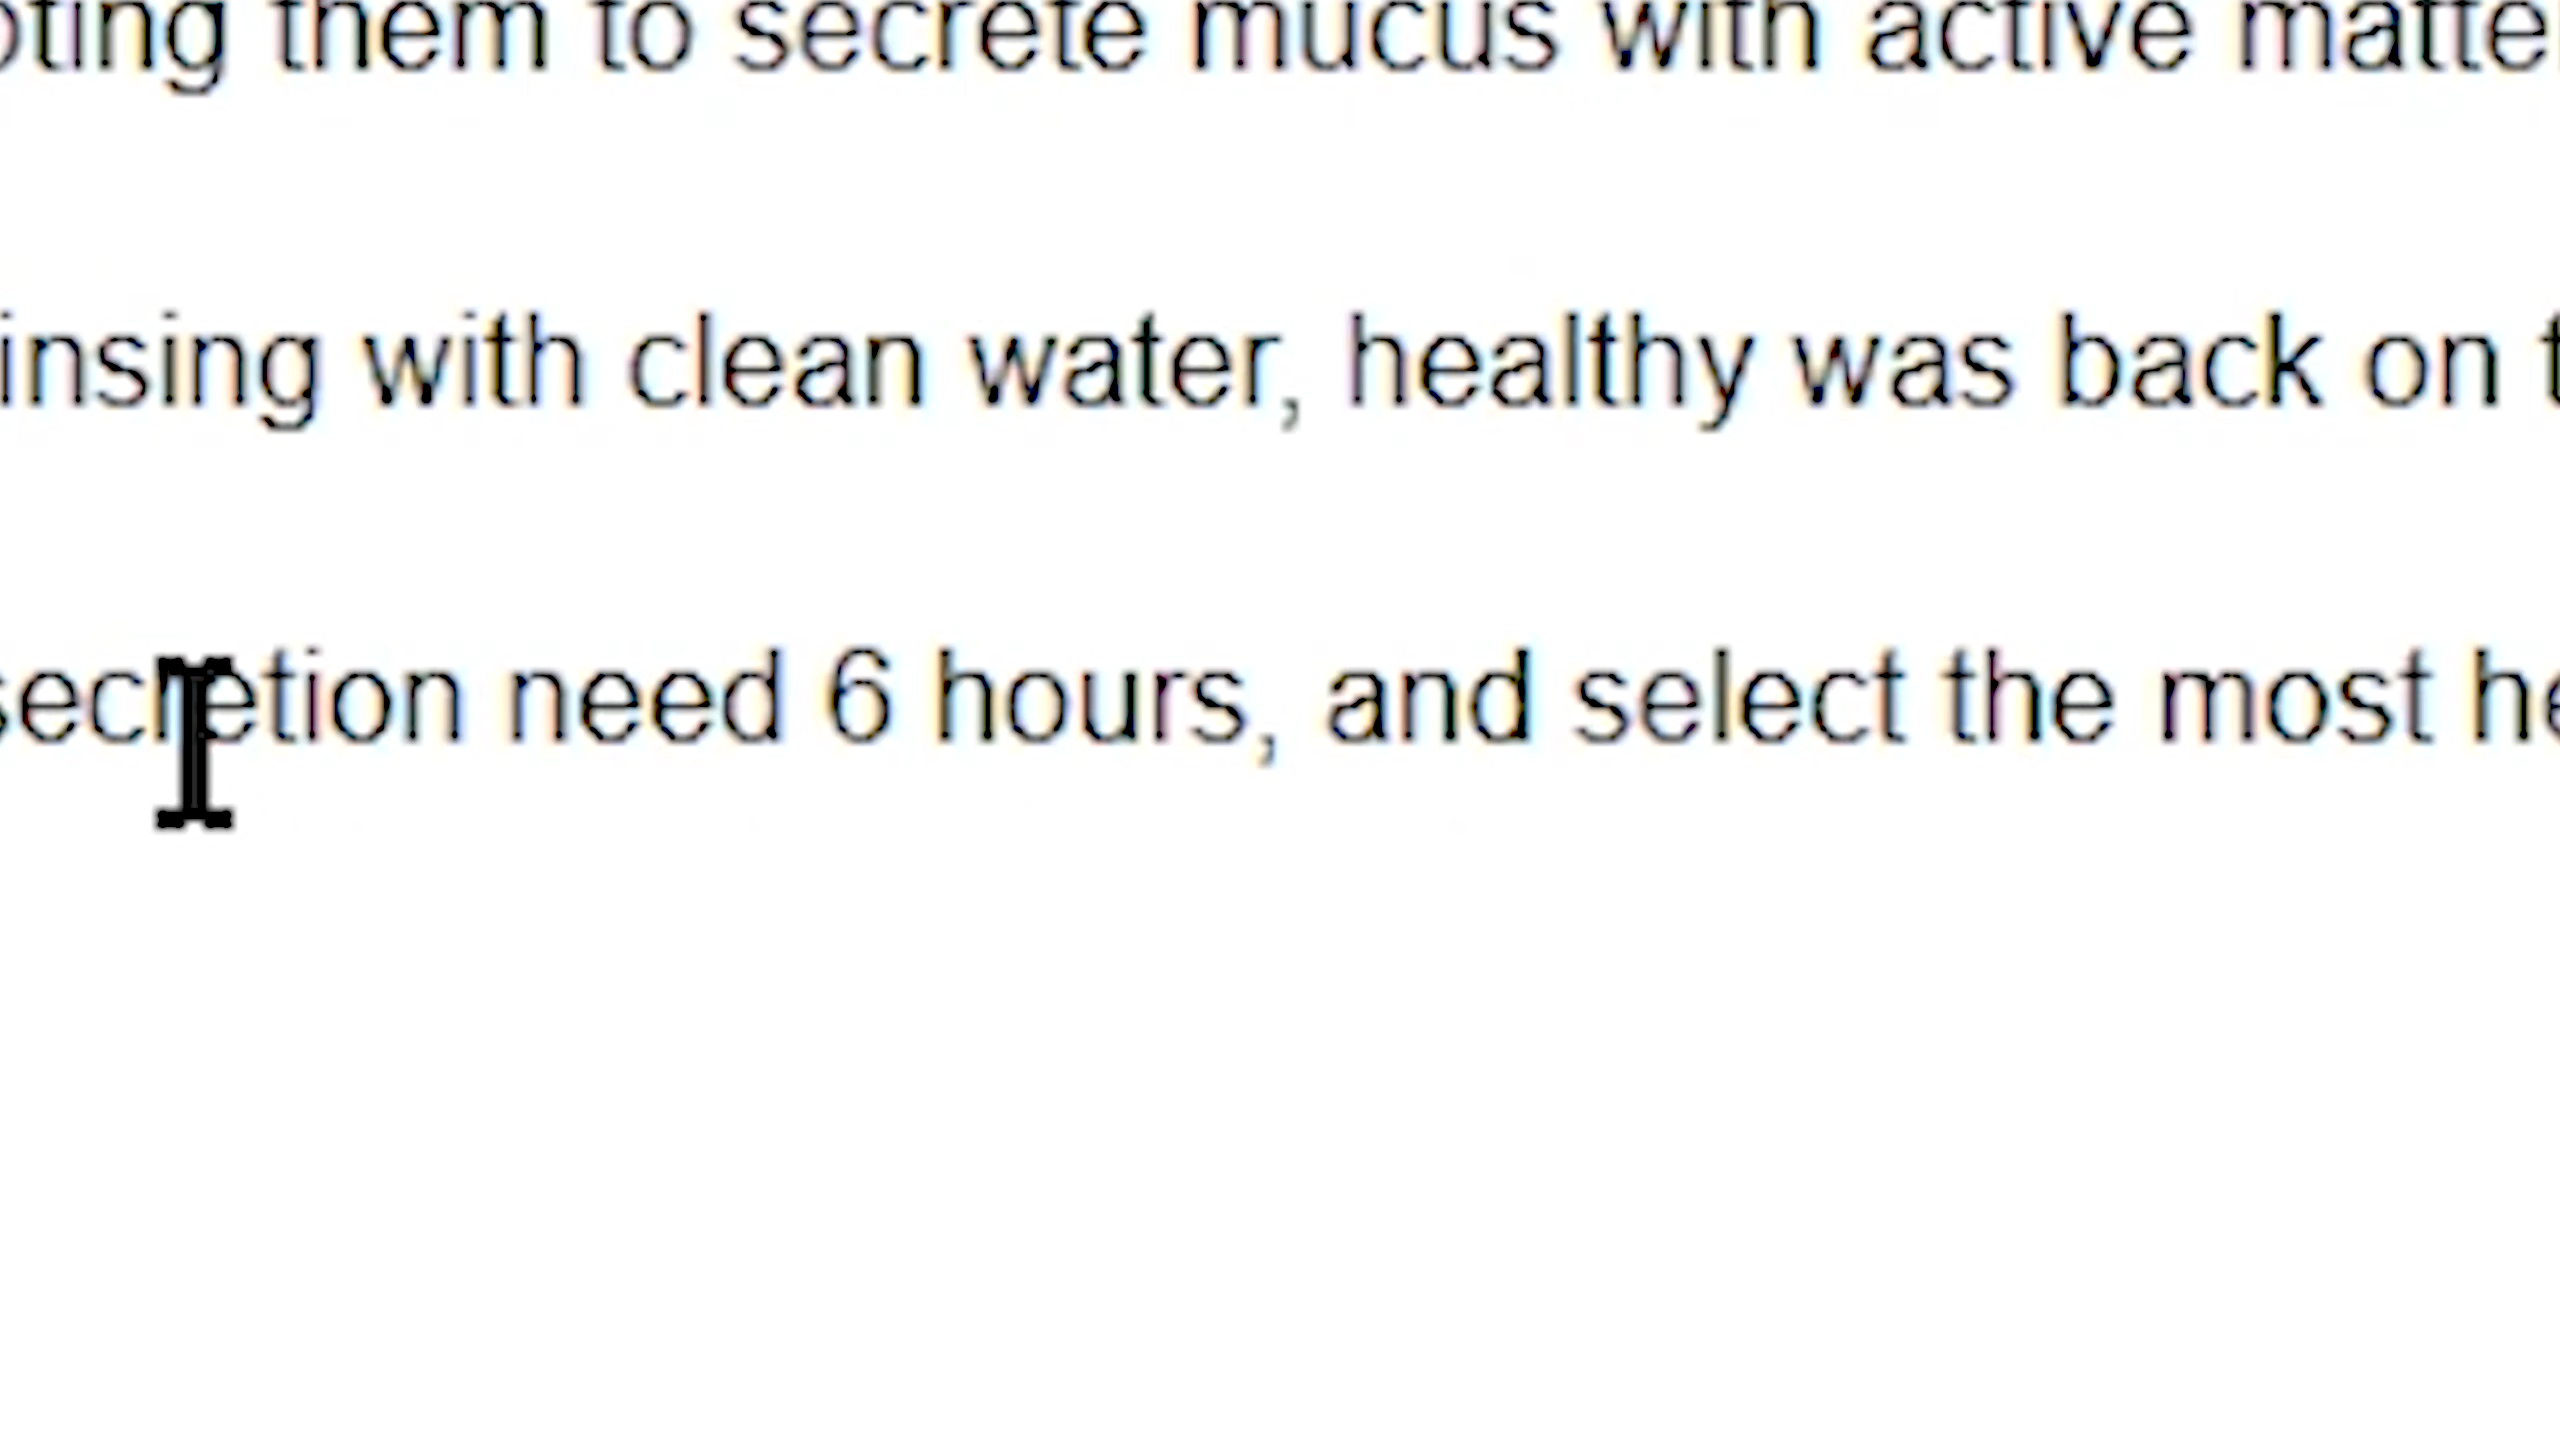 oting them to secrete mucus with active matter
insing with clean water, healthy was back on t
secretion need 6 hours, and select the most he